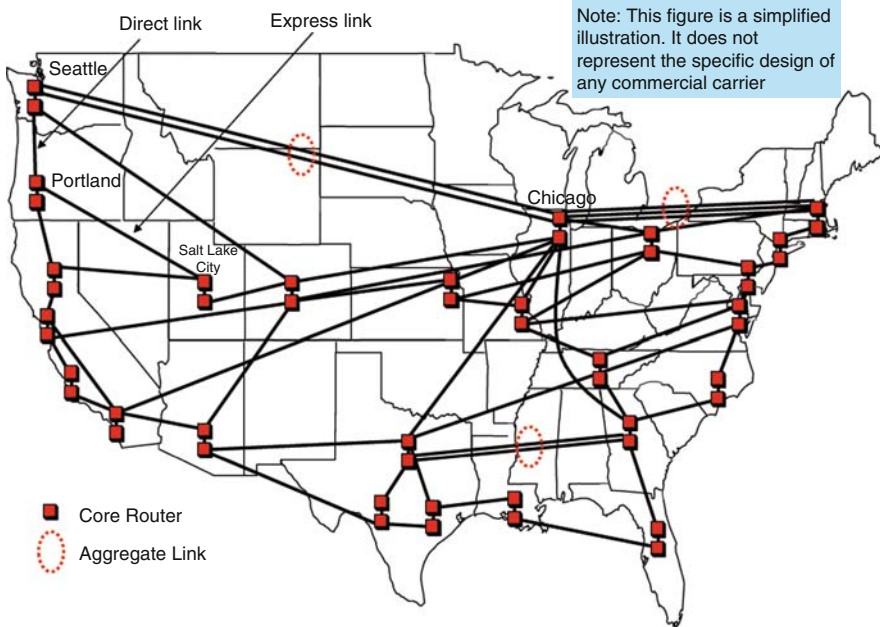 Direct link
Express link
Note: This figure is a simplified
illustration. It does not
represent the specific design of
any commercial carrier
Seattle
Portland
Chicago
Salt Lake
City
Core Router
Aggregate Link